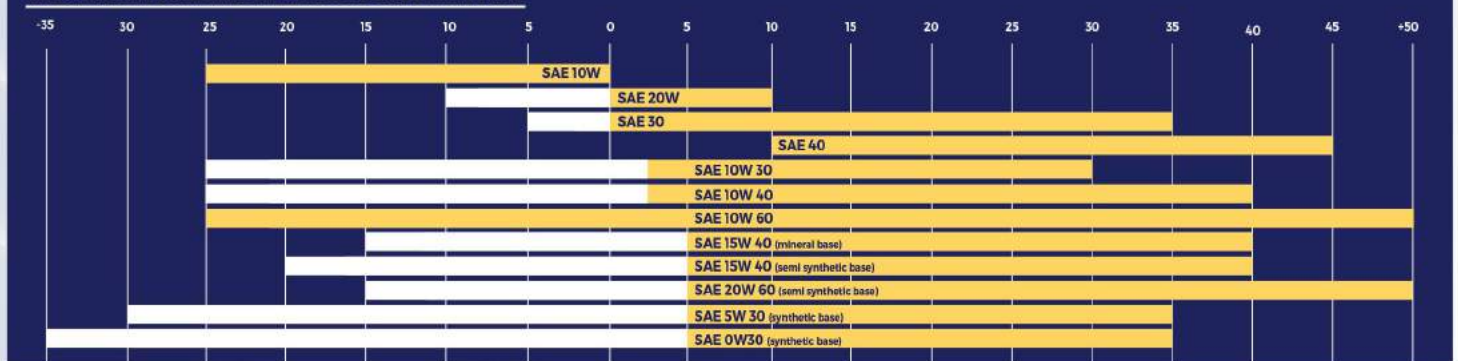 -35 30 25 20 15 10 5 0 5 10 15 20 25 30 35 40 45 +50
SAE 10W
SAE 20W
SAE 30
SAE 40
SAE 10W 30
SAE 10W 40
SAE 10W 60
SAE 15W 40 (mineral base)
SAE 15W 40 (semi synthetic base)
SAE 20W 60 (semi synthetic base)
SAE 5W 30 (synthetic base)
SAE 0W30 (synthetic base)